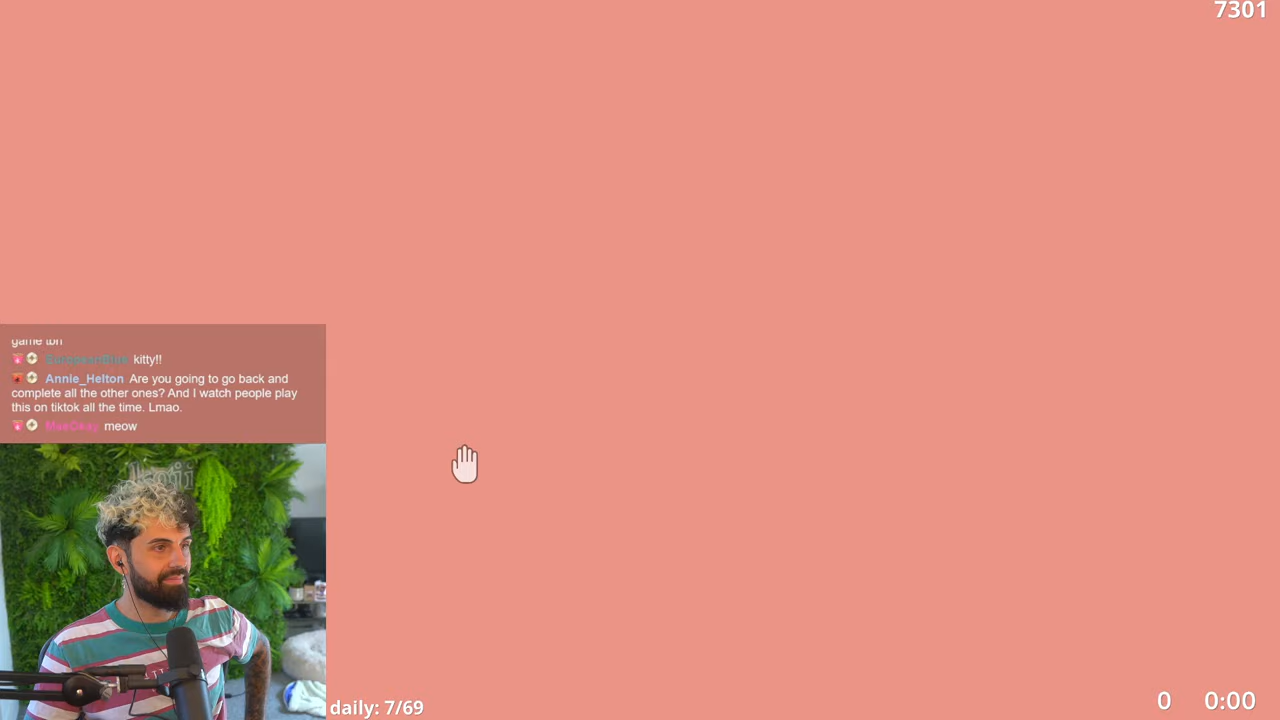 7301
game tbh
kitty!!
Annie_Helton Are you going to go back and
complete all the other ones? And I watch people play
this on tiktok all the time. Lmao.
MaeDeay meow
daily: 7/69
0 0:00